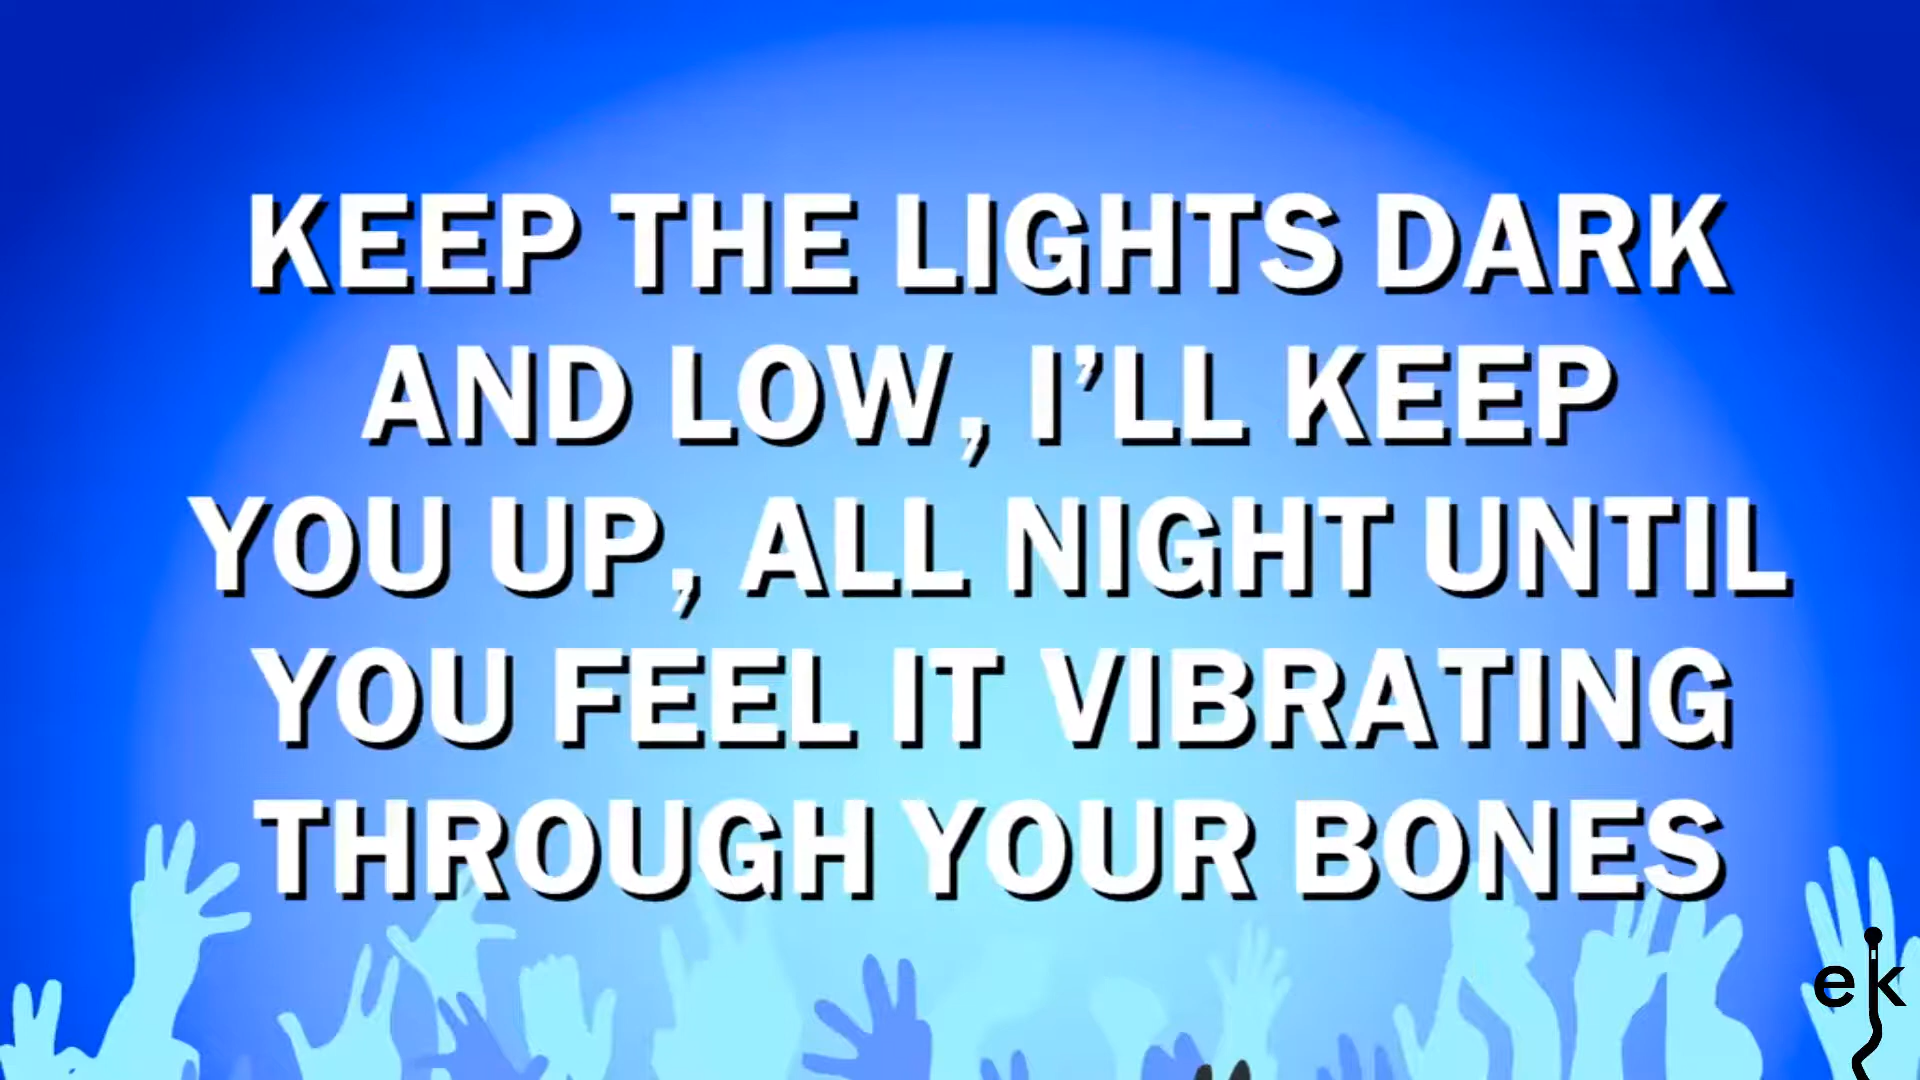 KEEP THE LIGHTS DARK
AND LOW, I’LL KEEP
YOU UP, ALL NIGHT UNTIL
YOU FEEL IT VIBRATING
THROUGH YOUR BONES
ek